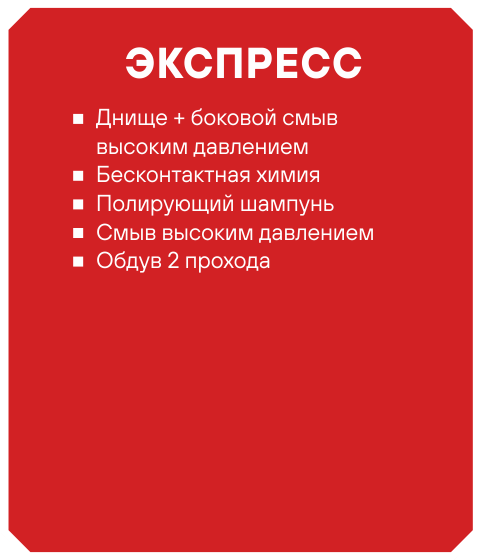 ЭКСПРЕСС
▪ Днище + боковой смыв
высоким давлением
▪ Бесконтактная химия
▪ Полирующий шампунь
▪ Смыв высоким давлением
▪ Обдув 2 прохода